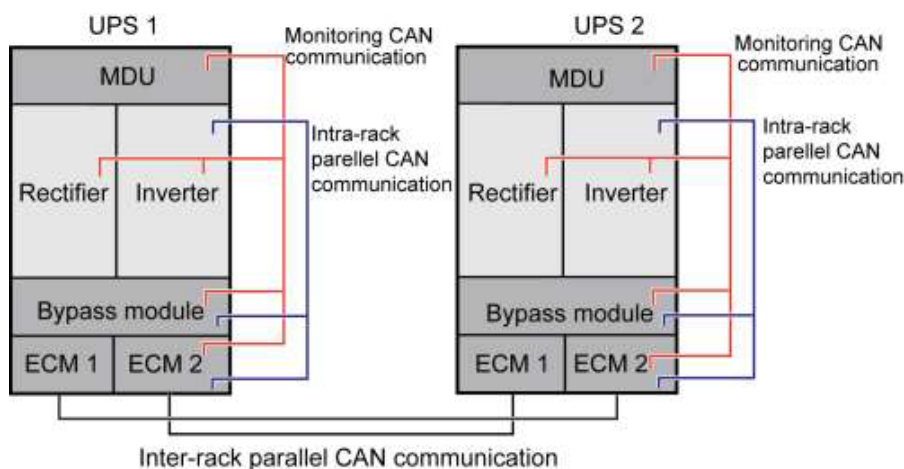 UPS 1
UPS 2
Monitoring CAN
communication
Monitoring CAN
communication
MDU
MDU
Intra-rack
parellel CAN
communication
Intra-rack
parellel CAN
communication
Rectifier
Inverter
Rectifier
Inverter
Bypass module
Bypass module
ECM 1
ECM 2
ECM 1
ECM 2
Inter-rack parallel CAN communication